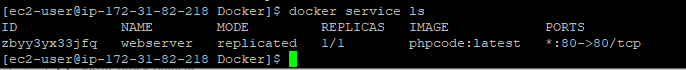 [ec2-user@ip-172-31-82-218 Docker]$ docker service ls
ID NAME MODE REPLICAS IMAGE PORTS
zbyy3yx33jfq webserver replicated 1/1 phpcode:latest *:80->80/tcp
[ec2-user@ip-172-31-82-218 Docker]$